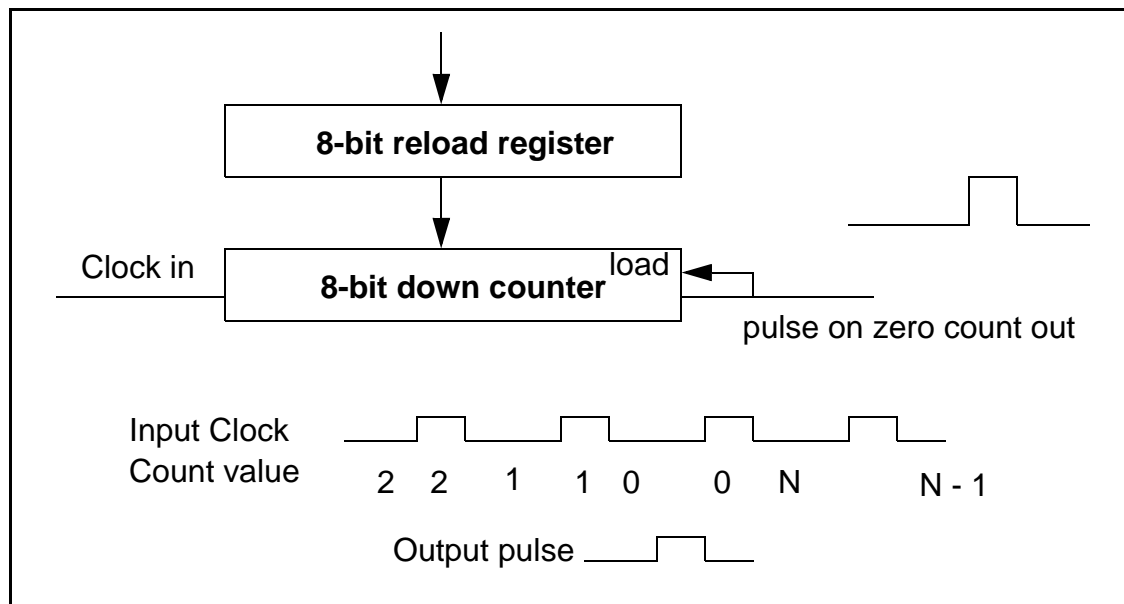 8-bit reload register
load
Clock in
8-bit down counter
pulse on zero count out
Input Clock
Count value
2 2 1 1 0 0 N N - 1
Output pulse